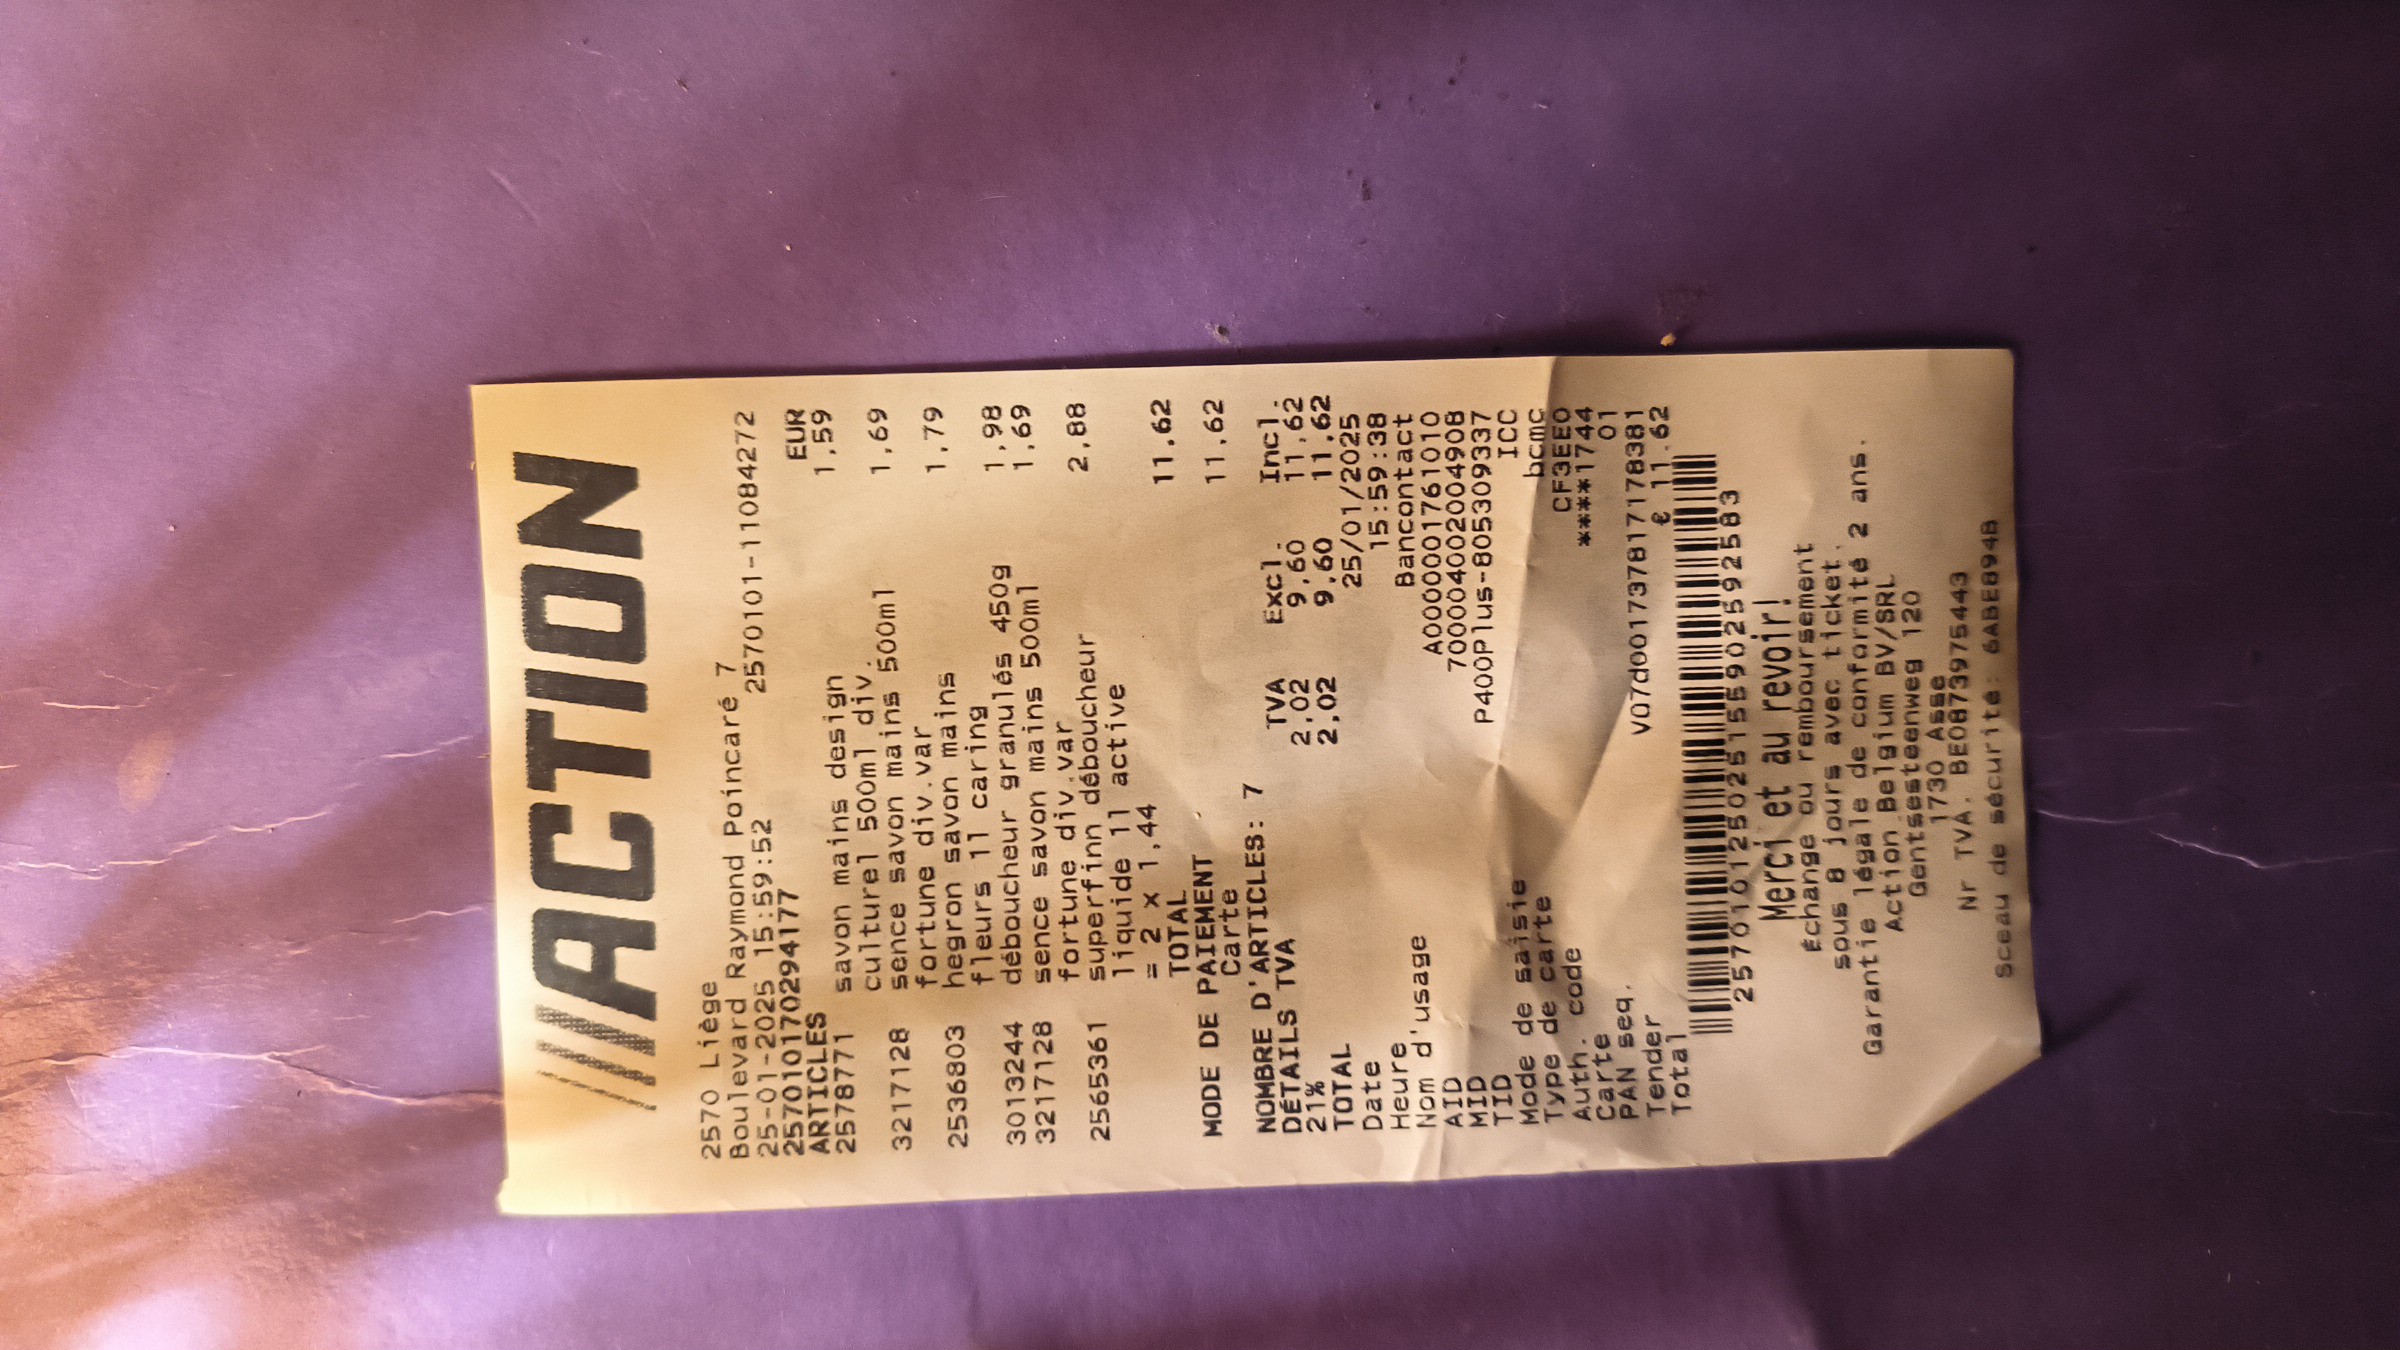 ///ACTION
2570 Liège
Boulevard Raymond Poincaré 7
25-01-2025 15:59:52 2570101-11084272
257010170294177
ARTICLES EUR
2578771 savon mains design 1,59
culturel 500ml div.
3217128 sence savon mains 500ml 1,69
fortune div.var
2536803 hegron savon mains 1,79
fleurs 1l caring
3013244 déboucheur granulés 450g 1,98
3217128 sence savon mains 500ml 1,69
fortune div.var
2565361 superfinn déboucheur 2,88
liquide 1l active
= 2 x 1,44
TOTAL 11,62
MODE DE PAIEMENT
Carte 11,62
NOMBRE D'ARTICLES: 7
DÉTAILS TVA TVA Excl. Incl.
21% 2,02 9,60 11,62
TOTAL 2,02 9,60 11,62
Date 25/01/2025
Heure 15:59:38
Nom d'usage Bancontact
AID A0000001761010
MID 700004002004908
TID P400Plus-805309337
Mode de saisie ICC
Type de carte bcmc
Auth. code CF3EE0
Carte ****1744
PAN seq. 01
Tender V07d001737817178381
Total € 11.62
2570101250251559025925​83
Merci et au revoir!
Échange ou remboursement
sous 8 jours avec ticket.
Garantie légale de conformité 2 ans.
Action Belgium BV/SRL
Gentsesteenweg 120
1730 Asse
Nr TVA. BE0873975443
Sceau de sécurité: 6ABE894B